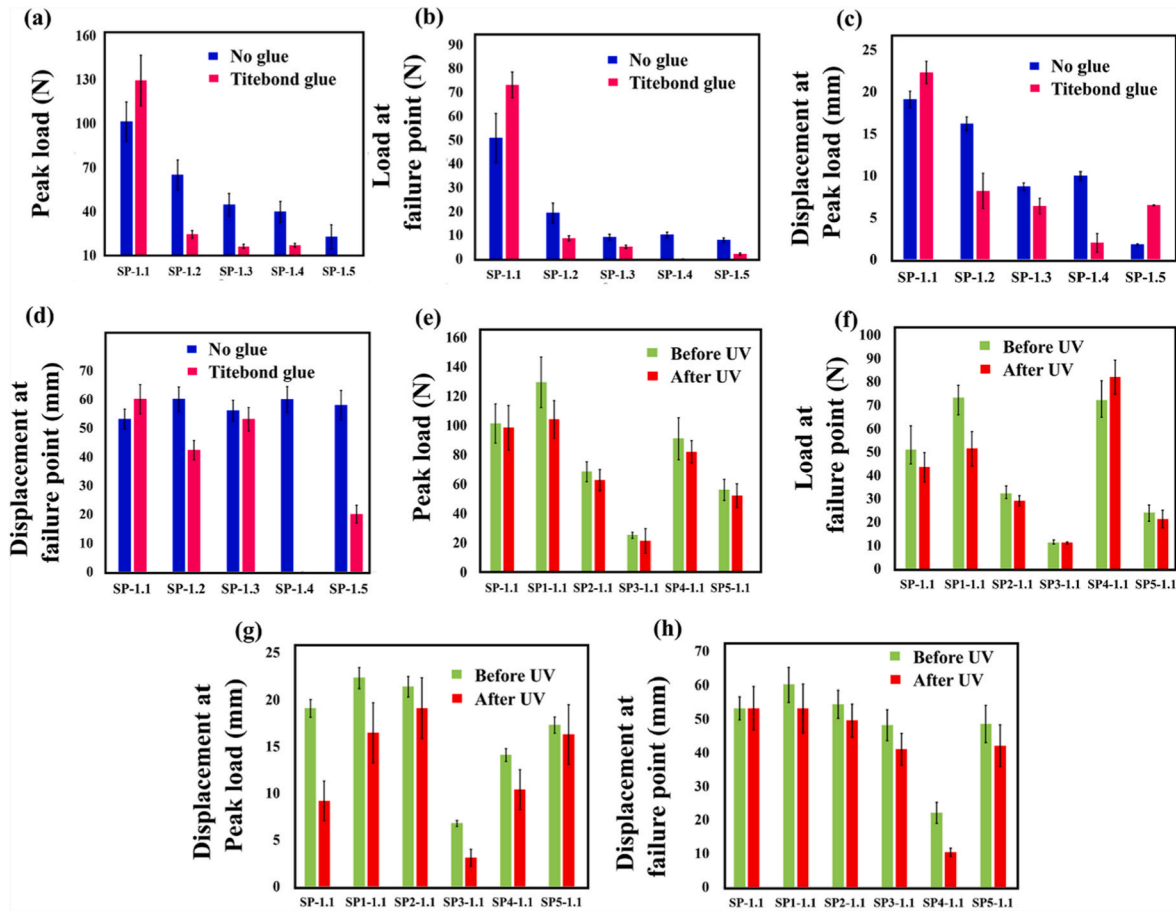 (a)
Peak load (N)
160
130
100
70
40
10
No glue
Titebond glue
SP-1.1 SP-1.2 SP-1.3 SP-1.4 SP-1.5
(b)
Load at
failure point (N)
90
80
70
60
50
40
30
20
10
0
No glue
Titebond glue
SP-1.1 SP-1.2 SP-1.3 SP-1.4 SP-1.5
(c)
Displacement at
Peak load (mm)
25
20
15
10
5
0
No glue
Titebond glue
SP-1.1 SP-1.2 SP-1.3 SP-1.4 SP-1.5
(d)
Displacement at
failure point (mm)
70
60
50
40
30
20
10
0
No glue
Titebond glue
SP-1.1 SP-1.2 SP-1.3 SP-1.4 SP-1.5
(e)
Peak load (N)
160
140
120
100
80
60
40
20
0
Before UV
After UV
SP-1.1 SP1-1.1 SP2-1.1 SP3-1.1 SP4-1.1 SP5-1.1
(f)
Load at
failure point (N)
100
90
80
70
60
50
40
30
20
10
0
Before UV
After UV
SP-1.1 SP1-1.1 SP2-1.1 SP3-1.1 SP4-1.1 SP5-1.1
(g)
Displacement at
Peak load (mm)
25
20
15
10
5
0
Before UV
After UV
SP-1.1 SP1-1.1 SP2-1.1 SP3-1.1 SP4-1.1 SP5-1.1
(h)
Displacement at
failure point (mm)
70
60
50
40
30
20
10
0
Before UV
After UV
SP-1.1 SP1-1.1 SP2-1.1 SP3-1.1 SP4-1.1 SP5-1.1